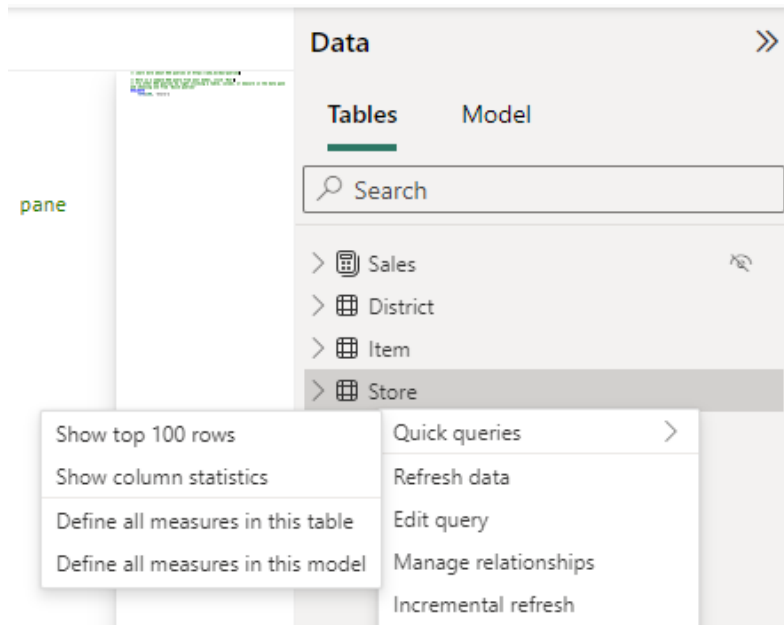 Data
Tables Model
Search
pane
Sales
District
Item
Store
Show top 100 rows
Show column statistics
Define all measures in this table
Define all measures in this model
Quick queries
Refresh data
Edit query
Manage relationships
Incremental refresh